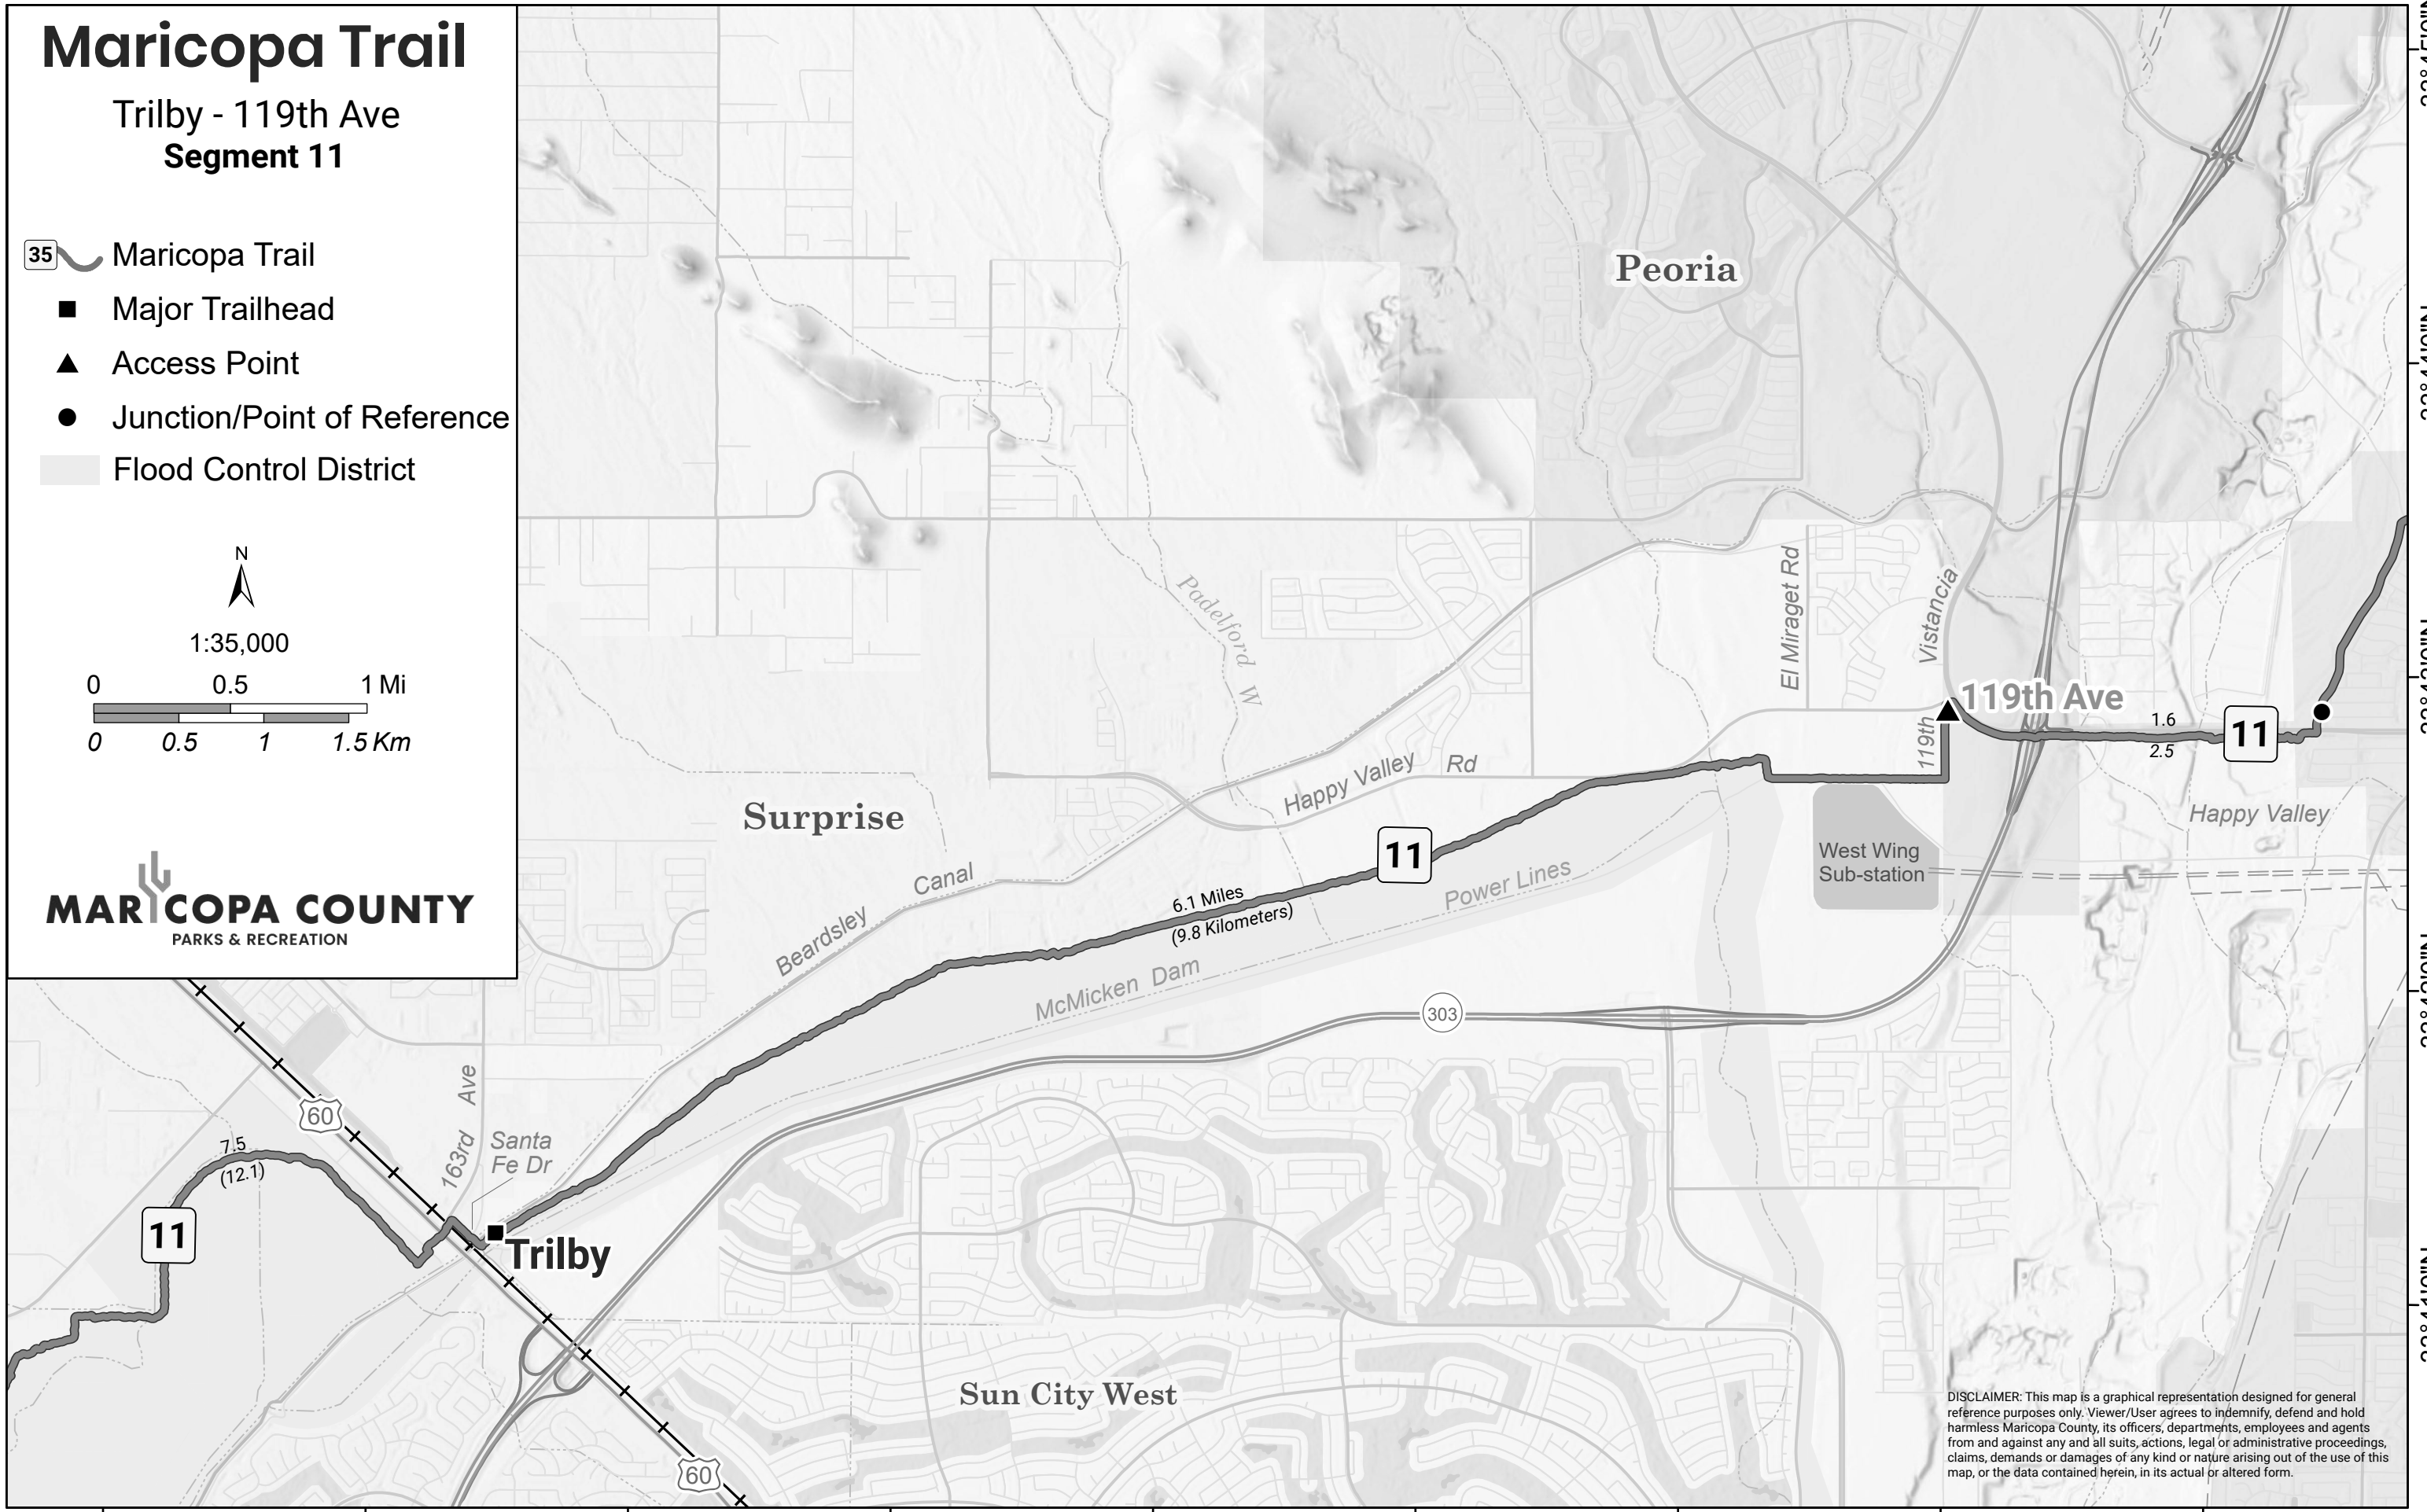 Maricopa Trail
Trilby - 119th Ave
Segment 11
35 Maricopa Trail
Major Trailhead
Access Point
Junction/Point of Reference
Flood Control District
N
1:35,000
0 0.5 1 Mi
0 0.5 1 1.5 Km
MARICOPA COUNTY
PARKS & RECREATION
Peoria
Padelford W
El Miraget Rd
Vistancia
119th Ave
119th
1.6
2.5
11
Happy Valley Rd
Happy Valley
Surprise
11
West Wing
Sub-station
Beardsley Canal
6.1 Miles
(9.8 Kilometers)
Power Lines
McMicken Dam
303
60
163rd Ave
Santa
Fe Dr
7.5
(12.1)
11
Trilby
Sun City West
60
DISCLAIMER: This map is a graphical representation designed for general
reference purposes only. Viewer/User agrees to indemnify, defend and hold
harmless Maricopa County, its officers, departments, employees and agents
from and against any and all suits, actions, legal or administrative proceedings,
claims, demands or damages of any kind or nature arising out of the use of this
map, or the data contained herein, in its actual or altered form.